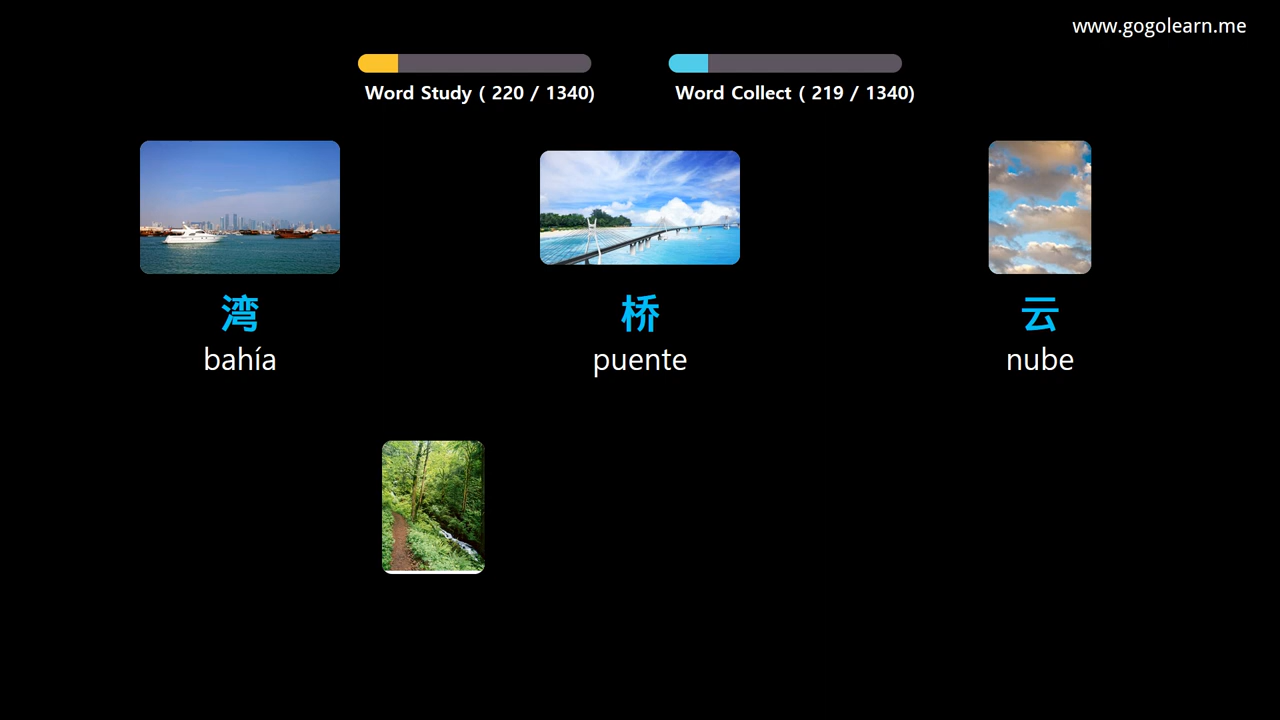 www.gogolearn.me
Word Study ( 220 / 1340)
Word Collect ( 219 / 1340)
湾
bahía
桥
puente
云
nube